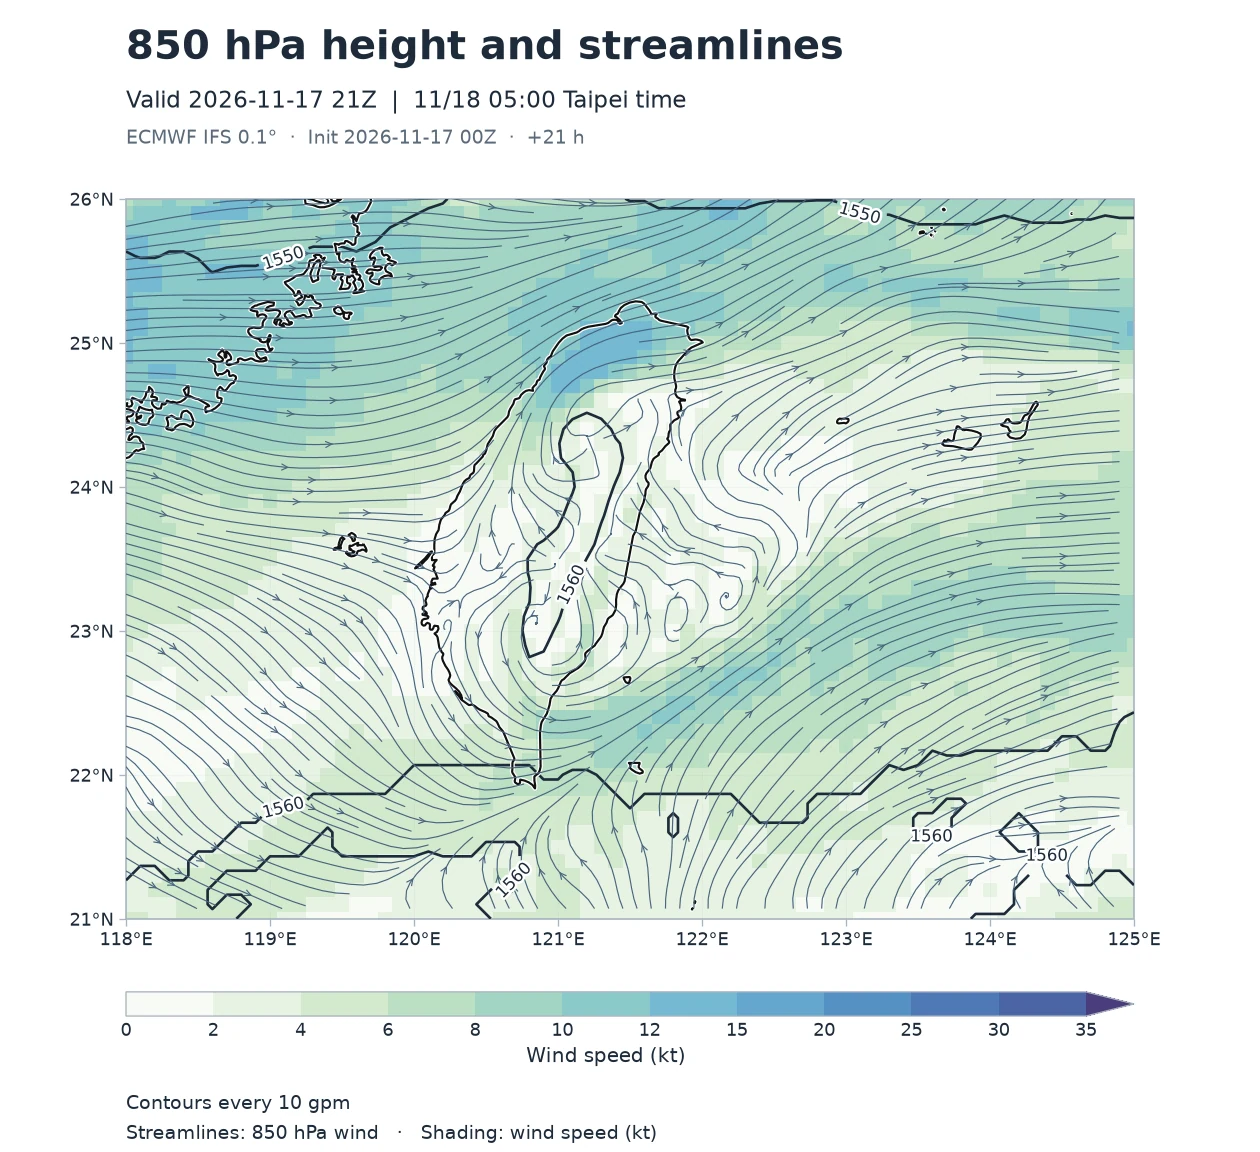 850 hPa height and streamlines
Valid 2026-11-17 21Z | 11/18 05:00 Taipei time
ECMWF IFS 0.1° · Init 2026-11-17 00Z · +21 h
26°N
1550
1550
25°N
24°N
1560
23°N
22°N
1560
1560
1560
1560
21°N
118°E 119°E 120°E 121°E 122°E 123°E 124°E 125°E
0 2 4 6 8 10 12 15 20 25 30 35
Wind speed (kt)
Contours every 10 gpm
Streamlines: 850 hPa wind · Shading: wind speed (kt)